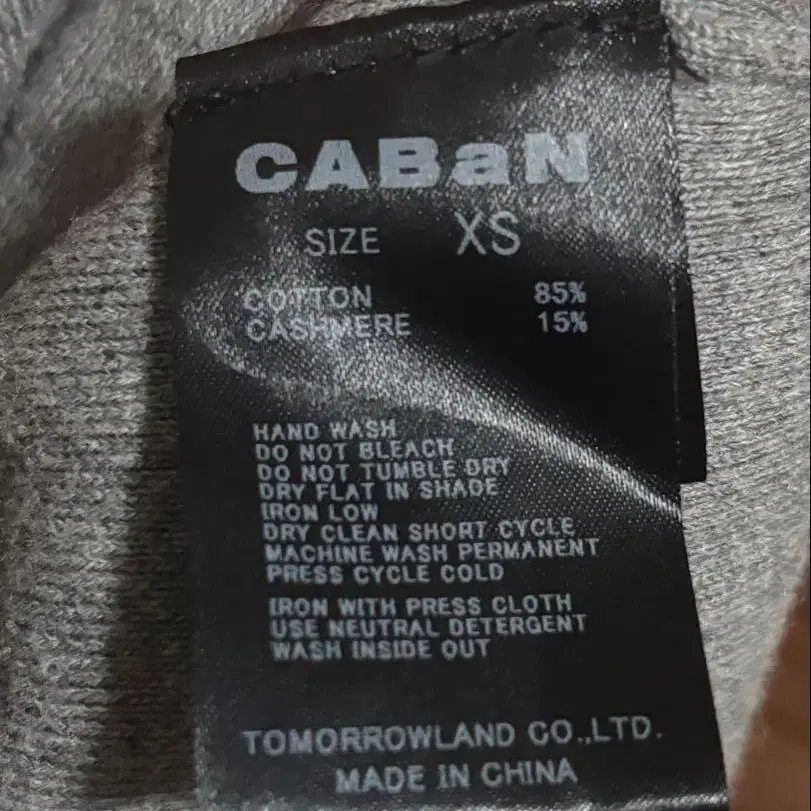 CABaN
SIZE XS
COTTON 85%
CASHMERE 15%
HAND WASH
DO NOT BLEACH
DO NOT TUMBLE DRY
DRY FLAT IN SHADE
IRON LOW
DRY CLEAN SHORT CYCLE
MACHINE WASH PERMANENT
PRESS CYCLE COLD
IRON WITH PRESS CLOTH
USE NEUTRAL DETERGENT
WASH INSIDE OUT
TOMORROWLAND CO.,LTD.
MADE IN CHINA